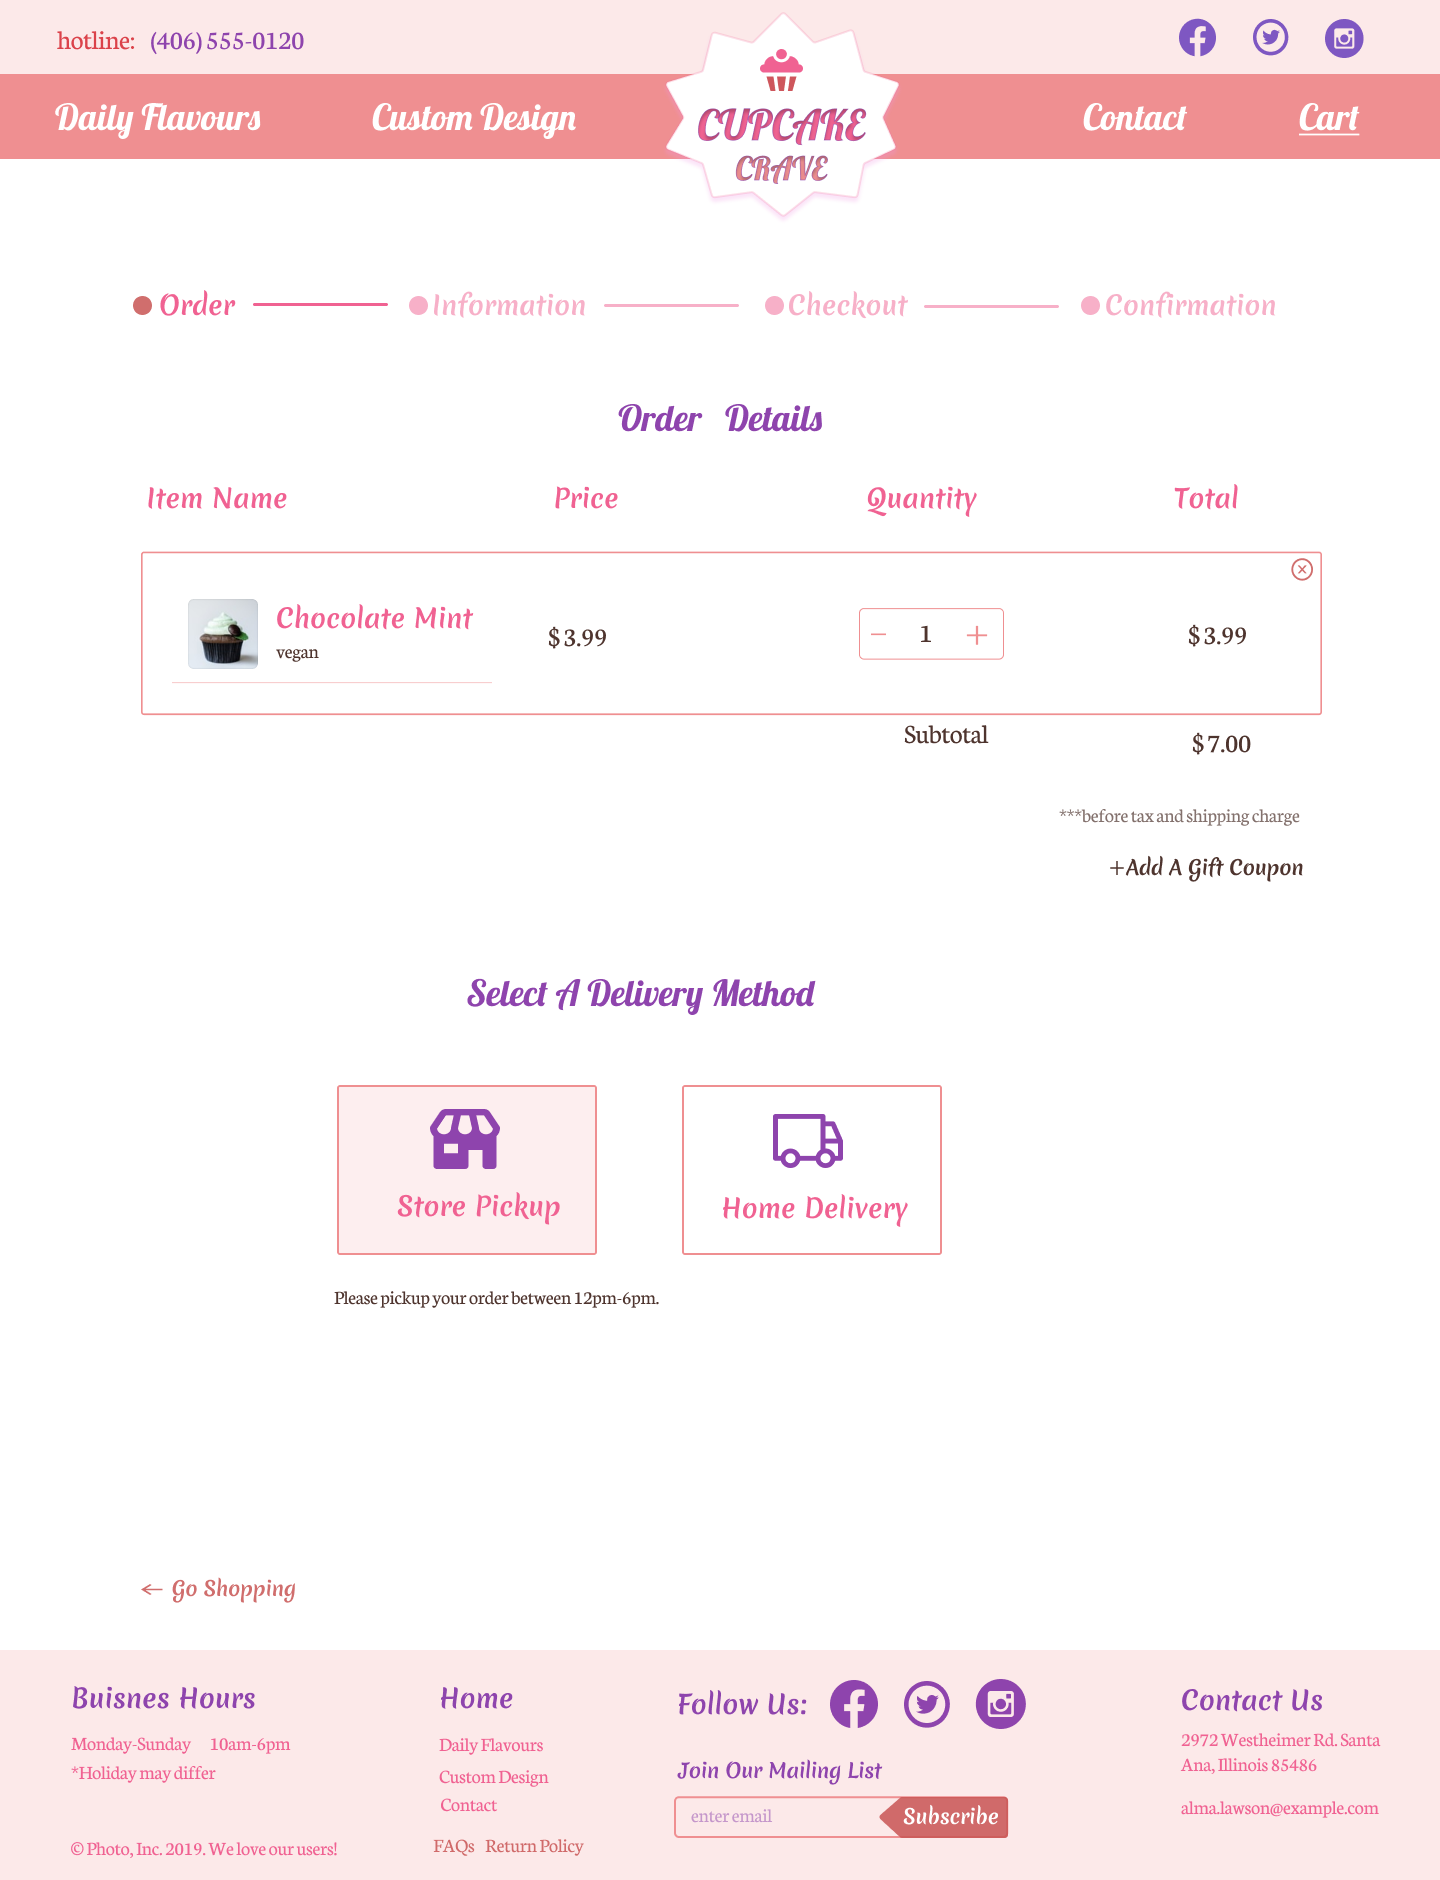 hotline: (406) 555-0120
Daily Flavours Custom Design Contact Cart
CUPCAKE
CRAVE
Order Information Checkout Confirmation
Order Details
Item Name Price Quantity Total
Chocolate Mint
vegan
$ 3.99
− 1 +
$ 3.99
Subtotal $ 7.00
***before tax and shipping charge
+Add A Gift Coupon
Select A Delivery Method
Store Pickup Home Delivery
Please pickup your order between 12pm-6pm.
← Go Shopping
Buisnes Hours
Monday-Sunday 10am-6pm
*Holiday may differ
© Photo, Inc. 2019. We love our users!
Home
Daily Flavours
Custom Design
Contact
FAQs Return Policy
Follow Us:
Join Our Mailing List
enter email Subscribe
Contact Us
2972 Westheimer Rd. Santa
Ana, Illinois 85486
alma.lawson@example.com